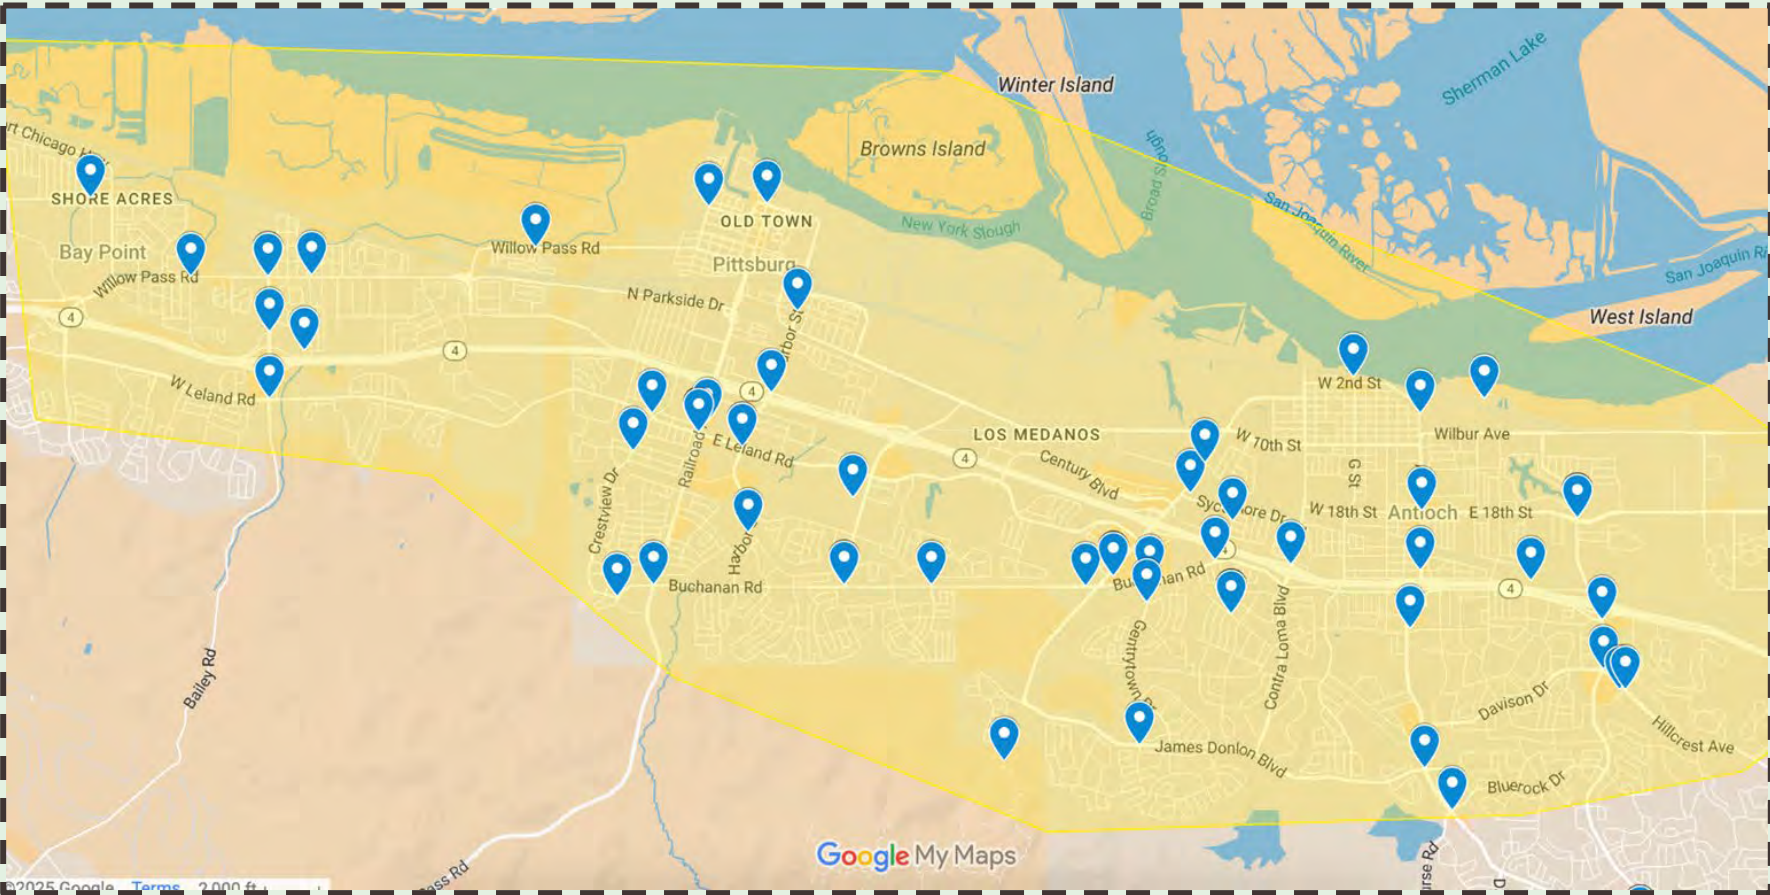 Winter Island
Sherman Lake
Browns Island
SHORE ACRES
OLD TOWN
New York Slough
Broad
San Joaquin River
Bay Point
Willow Pass Rd
Willow Pass Rd
Pittsburg
San Joaquin
N Parkside Dr
West Island
4
4
4
W Leland Rd
W 2nd St
E Leland Rd
Railroad
LOS MEDANOS
4
Century Blvd
W 10th St
Wilbur Ave
G St
Crestview Dr
W 18th St
Antioch
E 18th St
Buchanan Rd
4
Contra Loma Blvd
Bailey Rd
Davison Dr
Hillcrest Ave
James Donlon Blvd
Bluerock Dr
Google My Maps
©2025 Google
Terms
2,000 ft